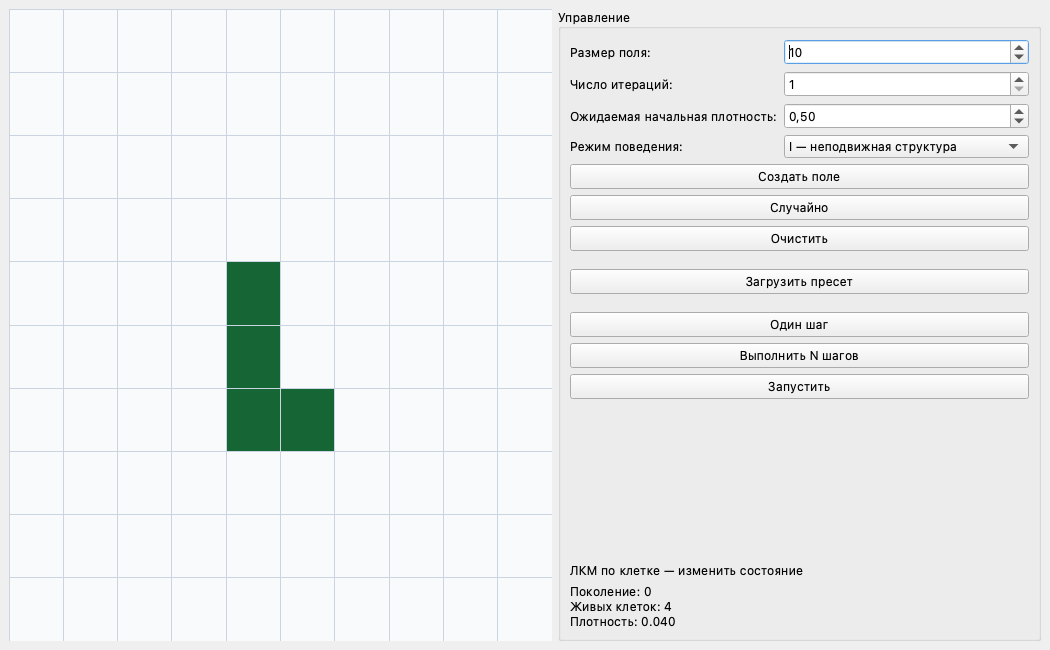 Управление
Размер поля: 10
Число итераций: 1
Ожидаемая начальная плотность: 0,50
Режим поведения: I — неподвижная структура
Создать поле
Случайно
Очистить
Загрузить пресет
Один шаг
Выполнить N шагов
Запустить
ЛКМ по клетке — изменить состояние
Поколение: 0
Живых клеток: 4
Плотность: 0.040